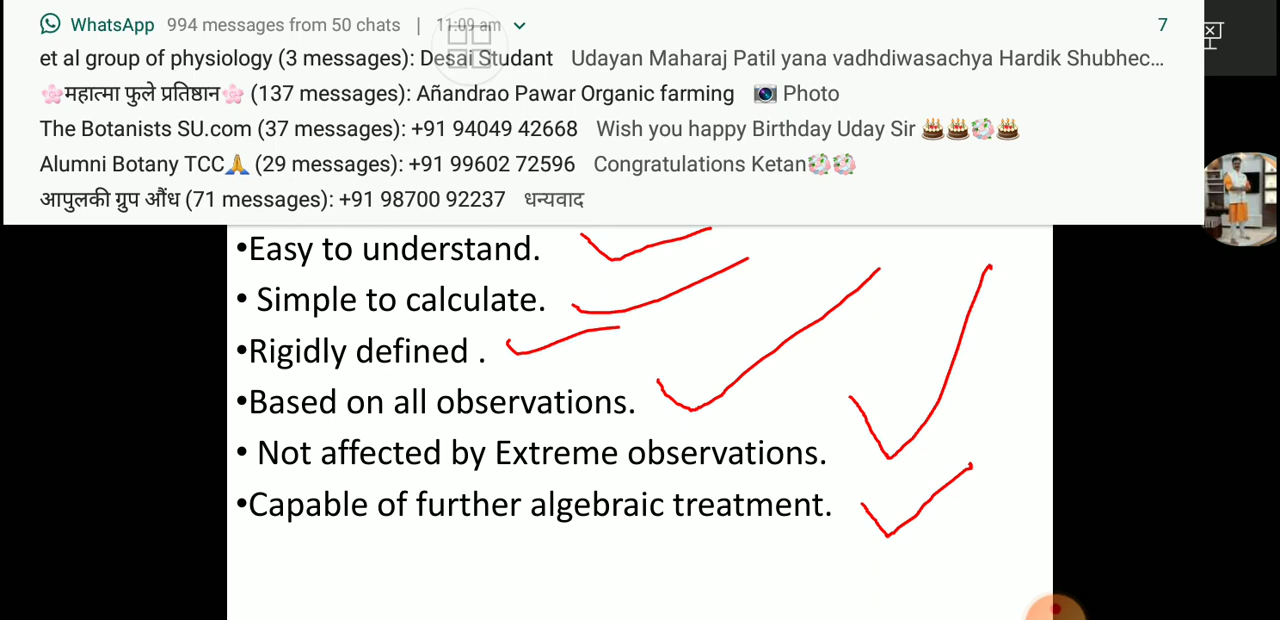 WhatsApp 994 messages from 50 chats | 11:09 am 7
et al group of physiology (3 messages): Desai Studant Udayan Maharaj Patil yana vadhdiwasachya Hardik Shubhec...
🌸महात्मा फुले प्रतिष्ठान🌸 (137 messages): Añandrao Pawar Organic farming 📷 Photo
The Botanists SU.com (37 messages): +91 94049 42668 Wish you happy Birthday Uday Sir 🎂🎂💐🎂
Alumni Botany TCC🙏 (29 messages): +91 99602 72596 Congratulations Ketan💐💐
आपुलकी ग्रुप औंध (71 messages): +91 98700 92237 धन्यवाद
•Easy to understand.
• Simple to calculate.
•Rigidly defined .
•Based on all observations.
• Not affected by Extreme observations.
•Capable of further algebraic treatment.